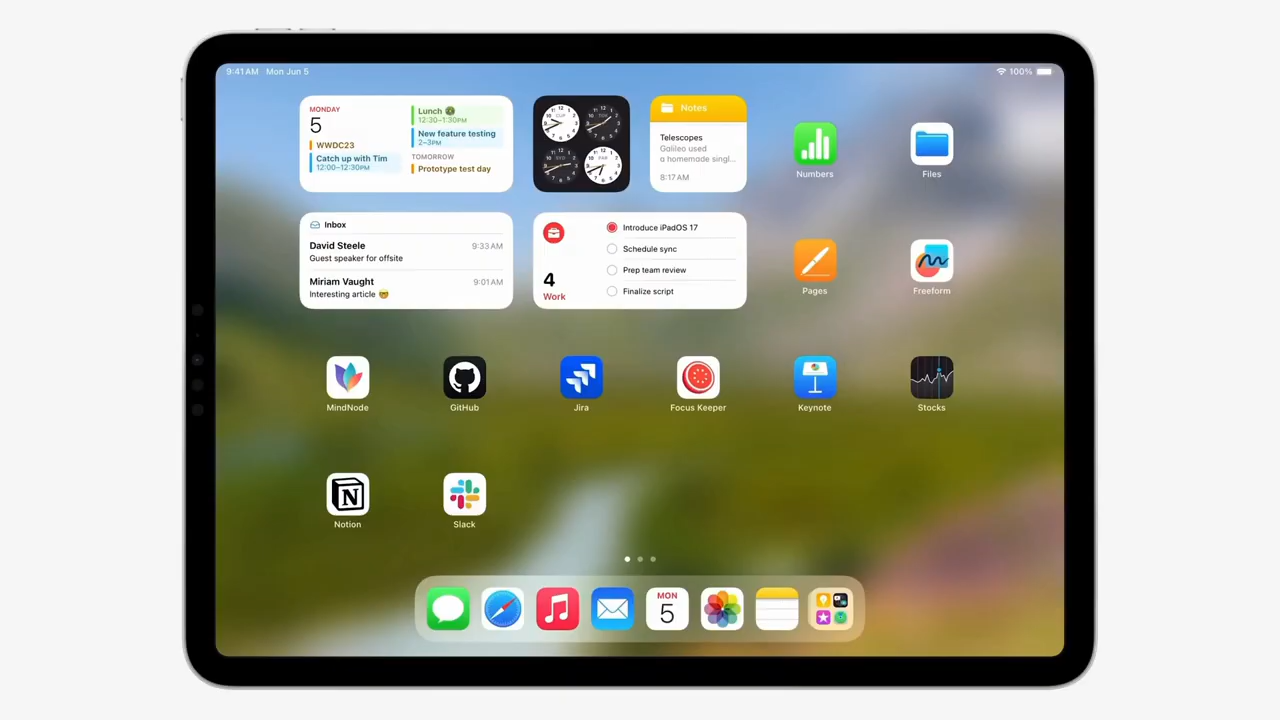 9:41 AM Mon Jun 5
100%
MONDAY
5
WWDC23
Catch up with Tim
12:00–12:30PM
Lunch
12:30–1:30PM
New feature testing
2–3PM
TOMORROW
Prototype test day
Notes
Telescopes
Galileo used
a homemade singl...
8:17 AM
Numbers
Files
Inbox
David Steele 9:33 AM
Guest speaker for offsite
Miriam Vaught 9:01 AM
Interesting article 🤓
4
Work
Introduce iPadOS 17
Schedule sync
Prep team review
Finalize script
Pages
Freeform
MindNode
GitHub
Jira
Focus Keeper
Keynote
Stocks
N
Notion
Slack
MON
5